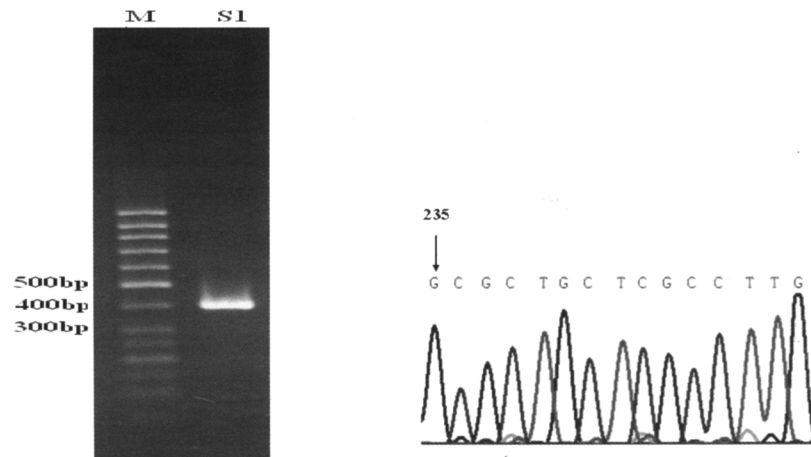 M S1
500bp
400bp
300bp
235
G C G C T G C T C G C C T T G